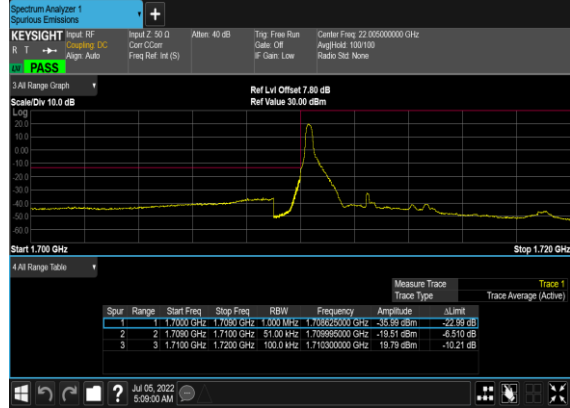 Spectrum Analyzer 1
Spurious Emissions
+
KEYSIGHT Input: RF Input Z: 50 Ω Atten: 40 dB Trig: Free Run Center Freq: 22.005000000 GHz
R T Coupling: DC Corr CCorr Gate: Off Avg|Hold: 100/100
Align: Auto Freq Ref: Int (S) IF Gain: Low Radio Std: None
PASS
3 All Range Graph
Ref Lvl Offset 7.80 dB
Scale/Div 10.0 dB Ref Value 30.00 dBm
Log
20.0
10.0
0.00
-10.0
-20.0
-30.0
-40.0
-50.0
-60.0
Start 1.700 GHz Stop 1.720 GHz
4 All Range Table
Measure Trace Trace 1
Trace Type Trace Average (Active)
Spur Range Start Freq Stop Freq RBW Frequency Amplitude ΔLimit
1 1 1.7000 GHz 1.7090 GHz 1.000 MHz 1.708625000 GHz -35.99 dBm -22.99 dB
2 2 1.7090 GHz 1.7100 GHz 51.00 kHz 1.709995000 GHz -19.51 dBm -6.510 dB
3 3 1.7100 GHz 1.7200 GHz 100.0 kHz 1.710300000 GHz 19.79 dBm -10.21 dB
? Jul 05, 2022
5:09:00 AM